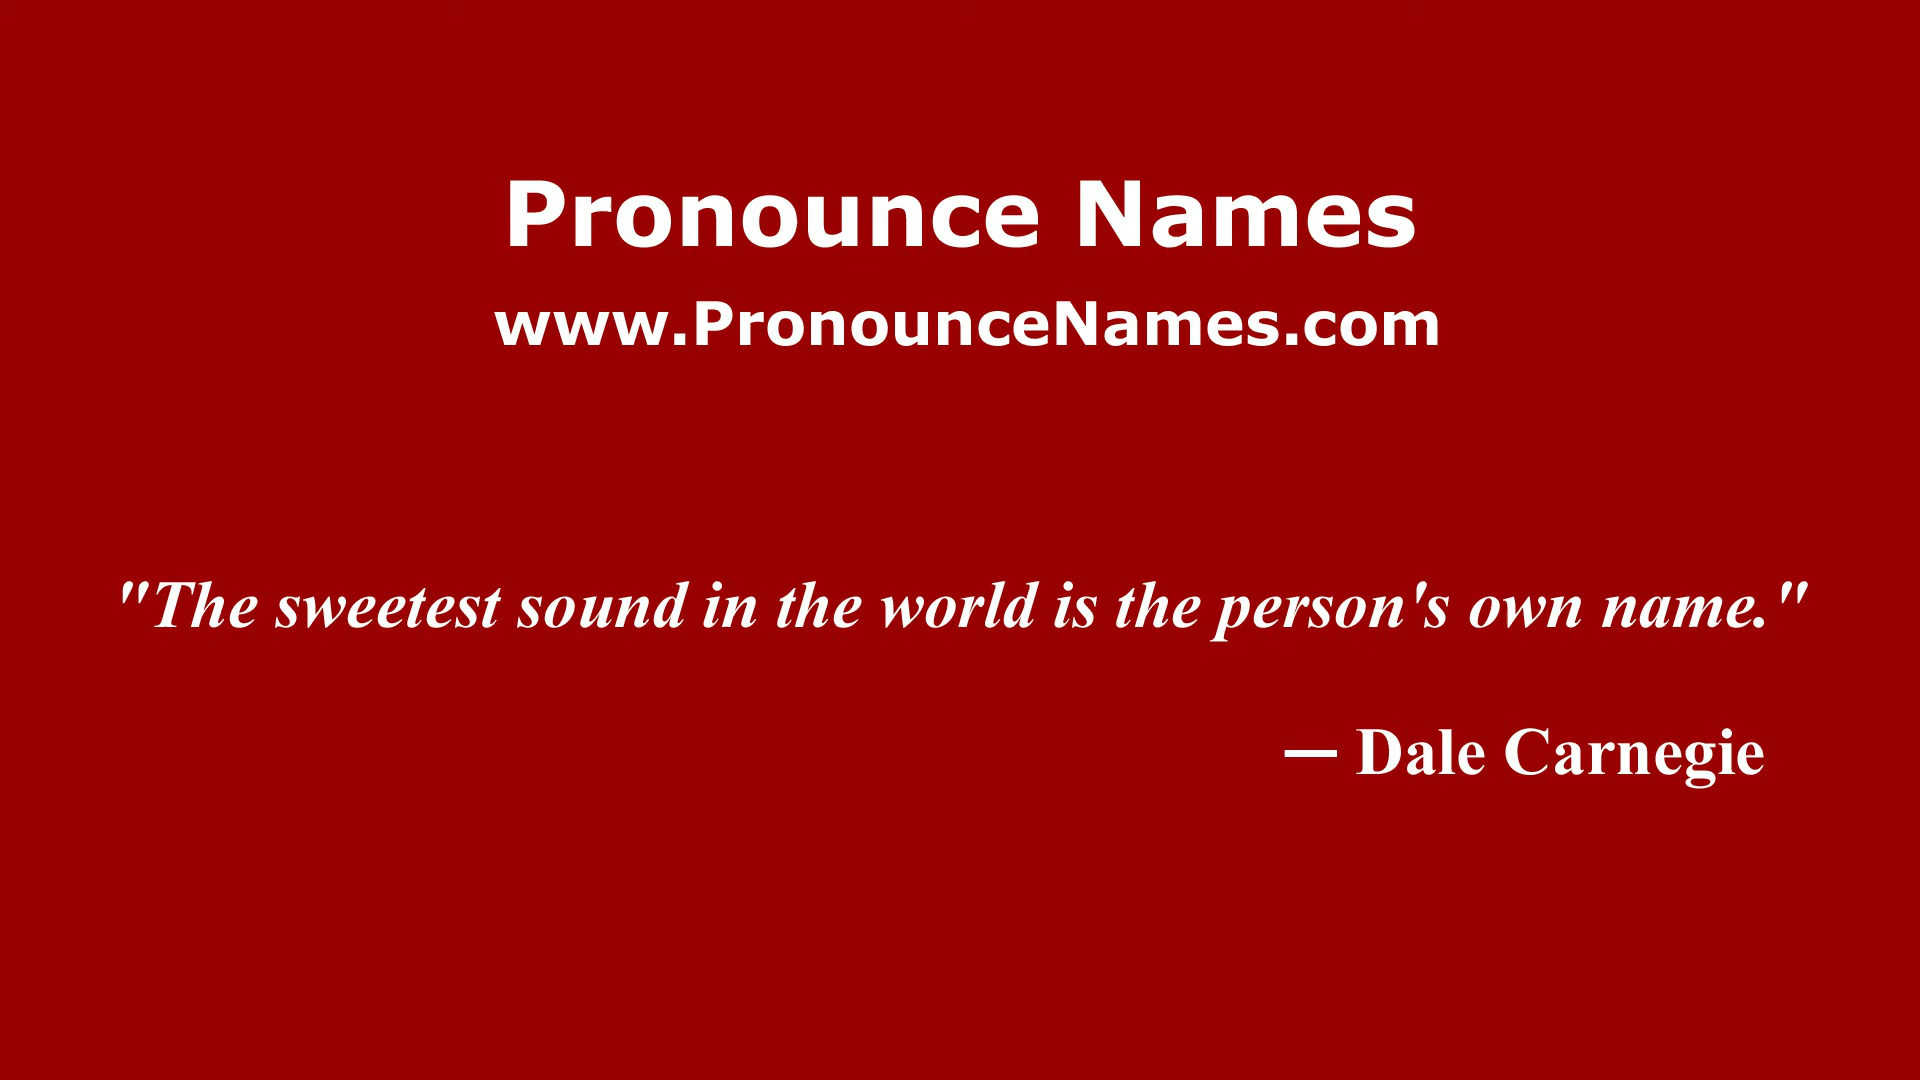 Pronounce Names
www.PronounceNames.com
"The sweetest sound in the world is the person's own name."
— Dale Carnegie